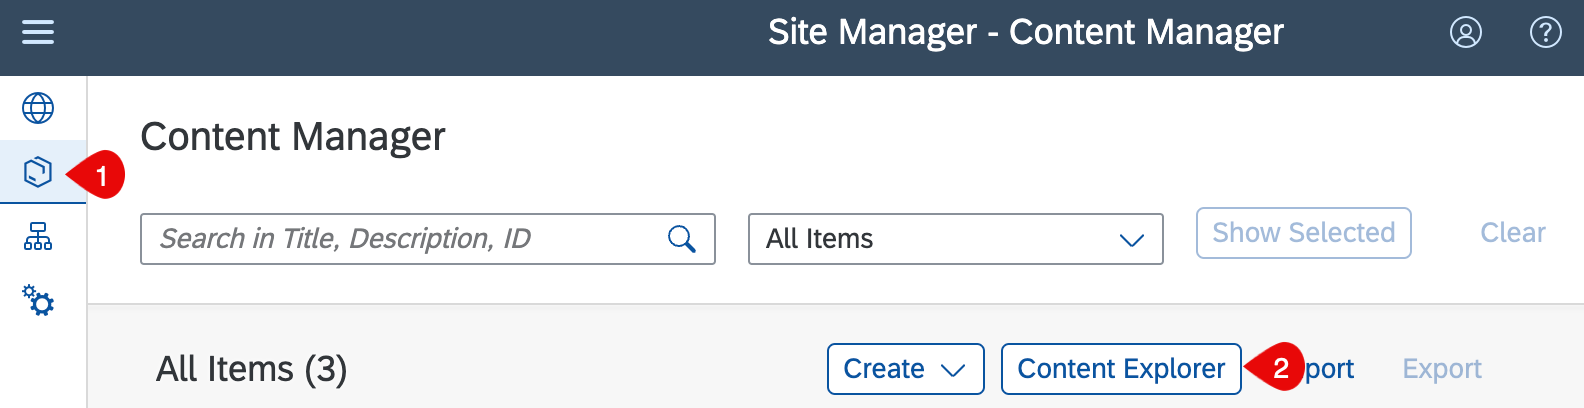 Site Manager - Content Manager
Content Manager
1
Search in Title, Description, ID
All Items
Show Selected
Clear
All Items (3)
Create
Content Explorer
2
port
Export